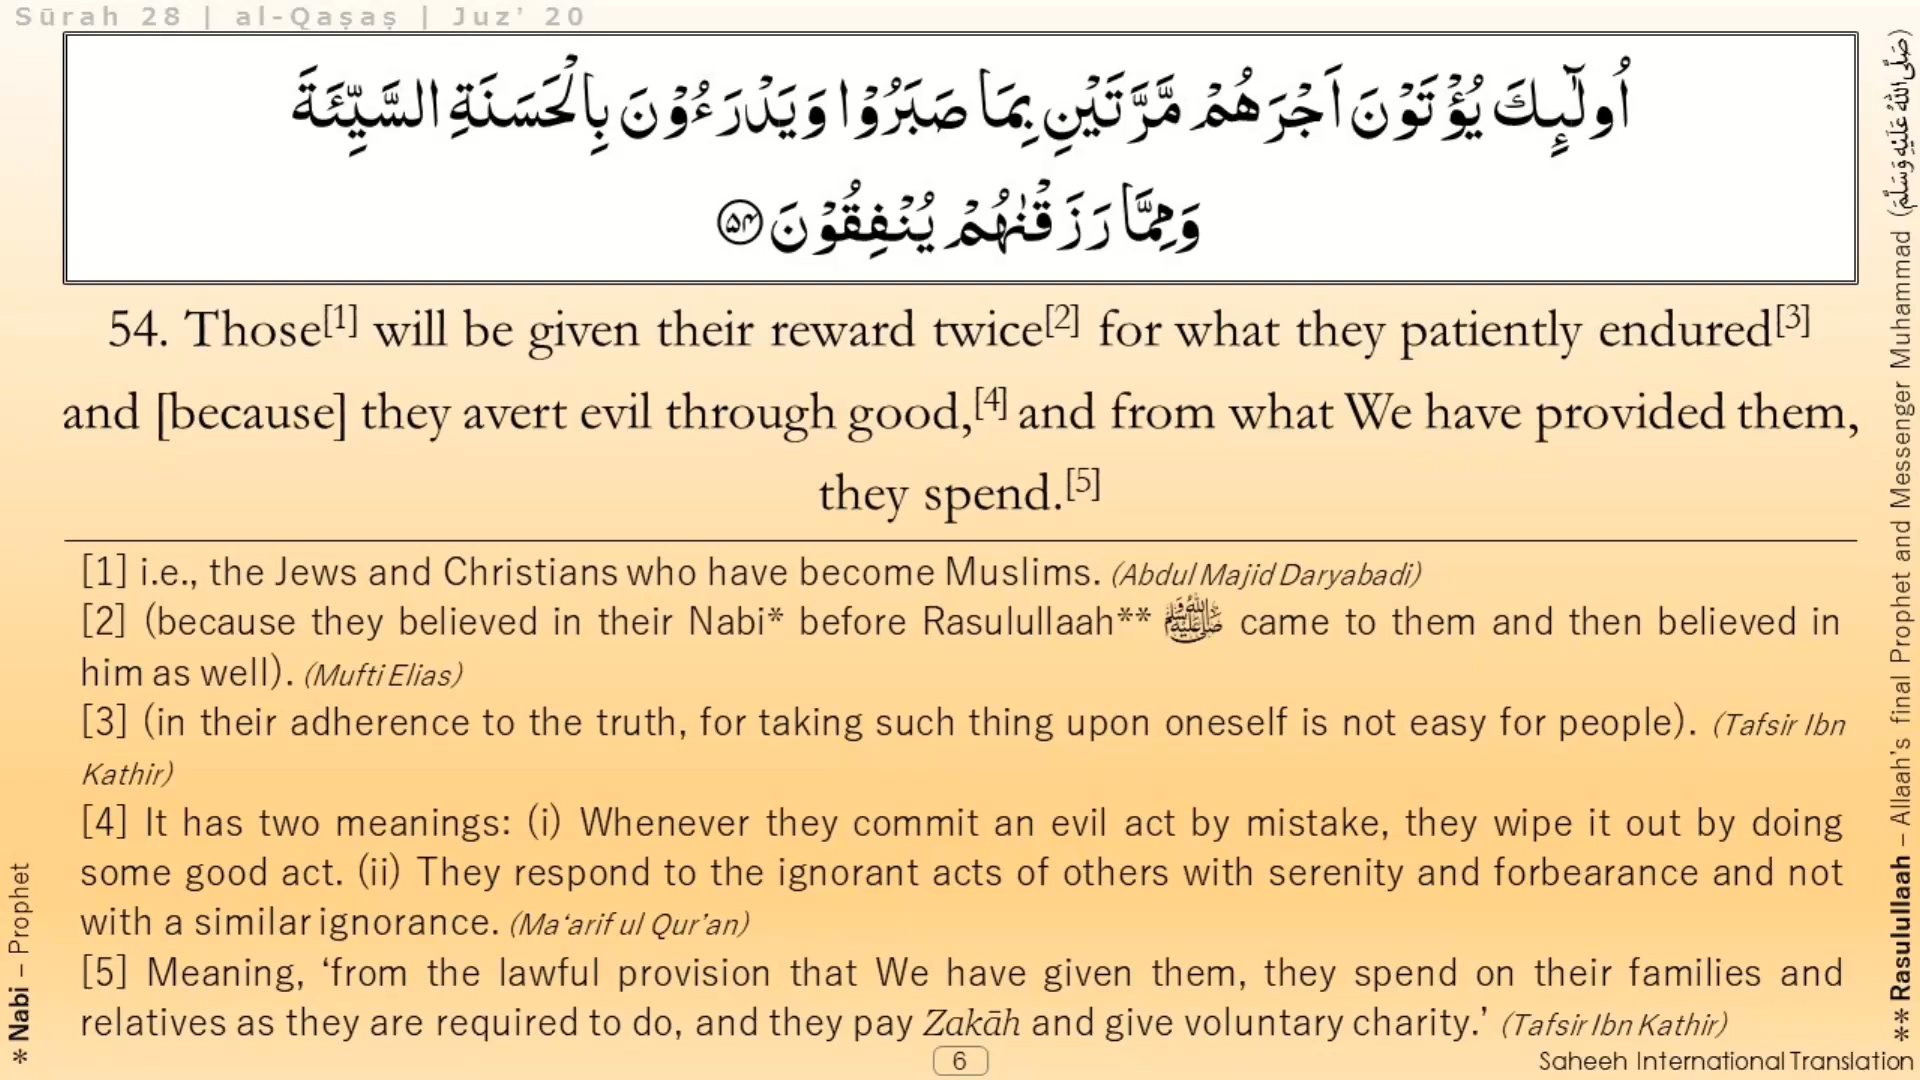 Sūrah 28 | al-Qaṣaṣ | Juz’ 20
اُولٰٓئِكَ يُؤْتَوْنَ اَجْرَهُمْ مَّرَّتَيْنِ بِمَا صَبَرُوْا وَيَدْرَءُوْنَ بِالْحَسَنَةِ السَّيِّئَةَ
وَمِمَّا رَزَقْنٰهُمْ يُنْفِقُوْنَ ۵۴
54. Those[1] will be given their reward twice[2] for what they patiently endured[3]
and [because] they avert evil through good,[4] and from what We have provided them,
they spend.[5]
[1] i.e., the Jews and Christians who have become Muslims. (Abdul Majid Daryabadi)
[2] (because they believed in their Nabi* before Rasulullaah** ﷺ came to them and then believed in
him as well). (Mufti Elias)
[3] (in their adherence to the truth, for taking such thing upon oneself is not easy for people). (Tafsir Ibn
Kathir)
[4] It has two meanings: (i) Whenever they commit an evil act by mistake, they wipe it out by doing
some good act. (ii) They respond to the ignorant acts of others with serenity and forbearance and not
with a similar ignorance. (Ma‘arif ul Qur’an)
[5] Meaning, ‘from the lawful provision that We have given them, they spend on their families and
relatives as they are required to do, and they pay Zakāh and give voluntary charity.’ (Tafsir Ibn Kathir)
6
Saheeh International Translation
* Nabi – Prophet
** Rasulullaah – Allaah’s final Prophet and Messenger Muhammad (صَلَّى اللهُ عَلَيْهِ وَسَلَّمَ)